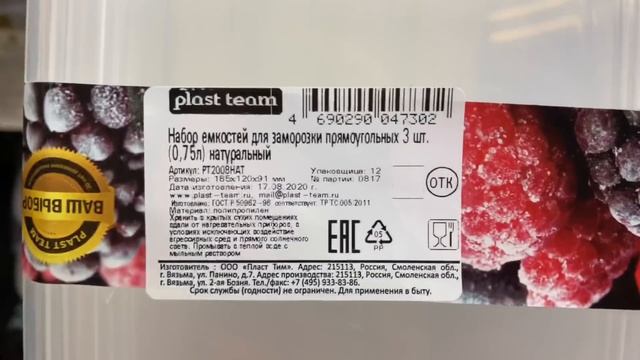 plast team
4 690290 047302
Набор емкостей для заморозки прямоугольных 3 шт.
(0,75л) натуральный
Артикул: PT2008НАТ
Упаковщица: 12
Размеры: 185x120x91 мм
№ партии: 0817
Дата изготовления: 17.08.2020 г.
www.plast-team.ru, mail@plast-team.ru
Изготовлено: ГОСТ Р 50962-96 соответствует ТР ТС 005/2011
Материал: полипропилен
Хранить в крытых сухих помещениях
вдали от нагревательных приборов, в
условиях исключающих воздействие
агрессивных сред и прямого солнечного
света. Промывать в теплой воде с
мыльным раствором
ОТК
EAC
05
PP
Изготовитель : ООО «Пласт Тим». Адрес: 215113, Россия, Смоленская обл.,
г. Вязьма, ул. Панино, д.7. Адрес производства: 215113, Россия, Смоленская обл.,
г. Вязьма, ул. 2-ая Бозня. Тел./факс: +7 (495) 933-83-86.
Срок службы (годности) не ограничен. Для применения в быту.
ВАШ ВЫБОР
PLAST TEAM